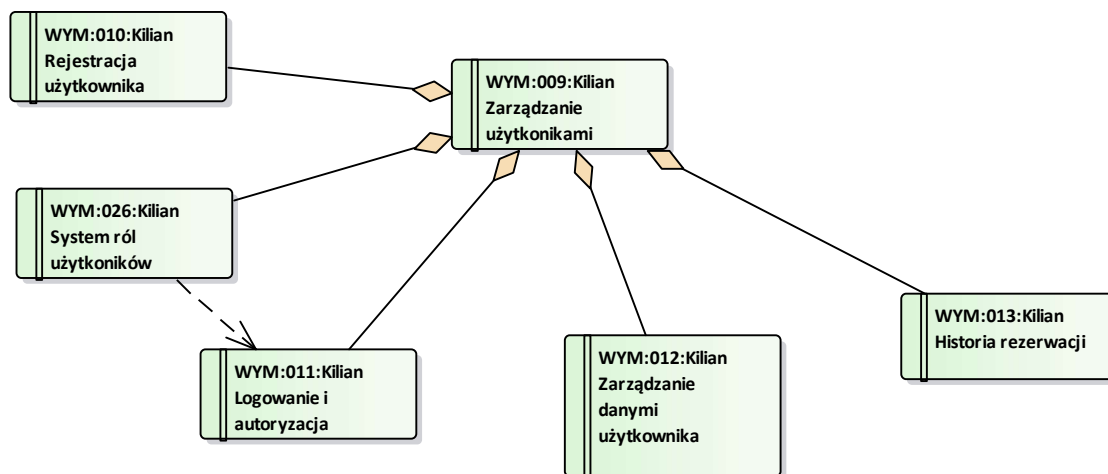 WYM:010:Kilian
Rejestracja
użytkownika
WYM:009:Kilian
Zarządzanie
użytkonikami
WYM:026:Kilian
System ról
użytkoników
WYM:011:Kilian
Logowanie i
autoryzacja
WYM:012:Kilian
Zarządzanie
danymi
użytkownika
WYM:013:Kilian
Historia rezerwacji